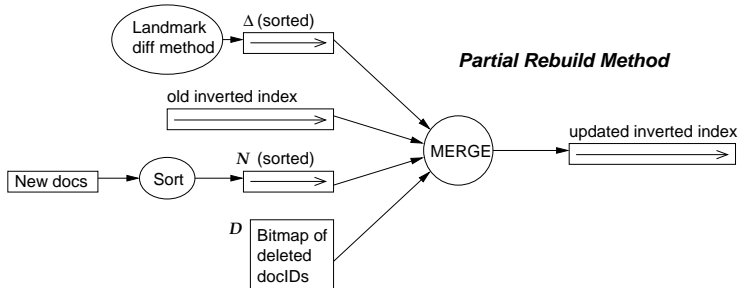 Landmark
diff method
Δ (sorted)
Partial Rebuild Method
old inverted index
MERGE
updated inverted index
N (sorted)
New docs
Sort
D
Bitmap of
deleted
docIDs